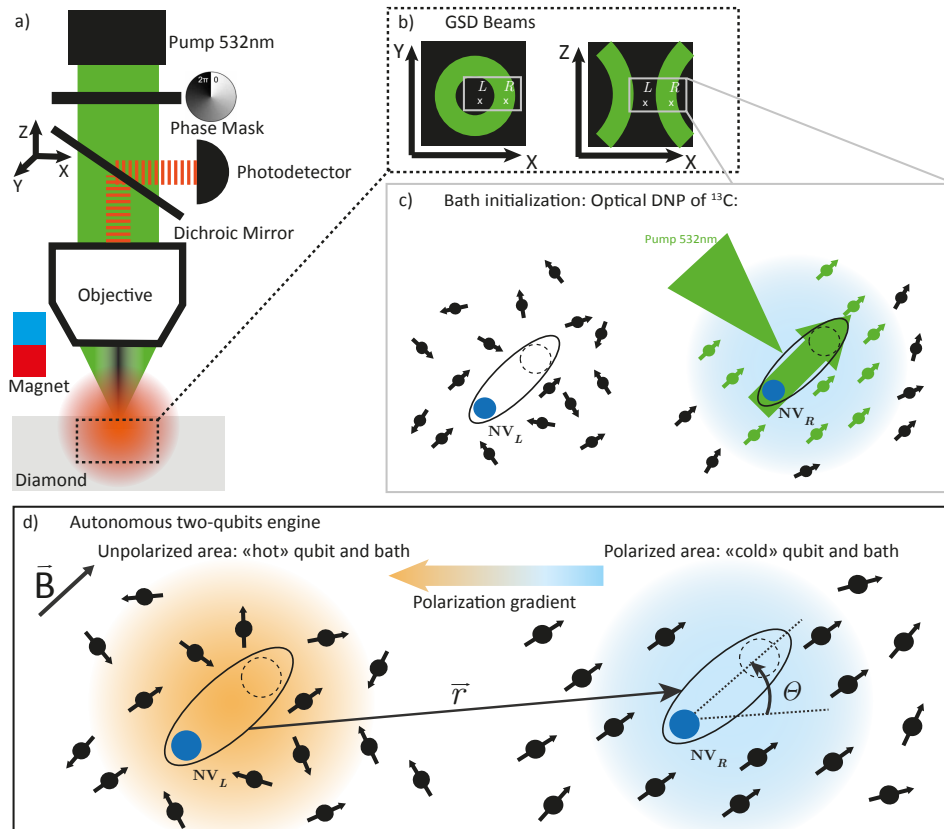 a)
Pump 532nm
2π 0
Phase Mask
Z
X
Y
Photodetector
Dichroic Mirror
Objective
Magnet
Diamond
b) GSD Beams
Y
L R
x x
X
Z
L R
x x
X
c) Bath initialization: Optical DNP of ¹³C:
Pump 532nm
NV_L
NV_R
d) Autonomous two-qubits engine
Unpolarized area: «hot» qubit and bath
Polarized area: «cold» qubit and bath
B⃗
Polarization gradient
r⃗
Θ
NV_L
NV_R